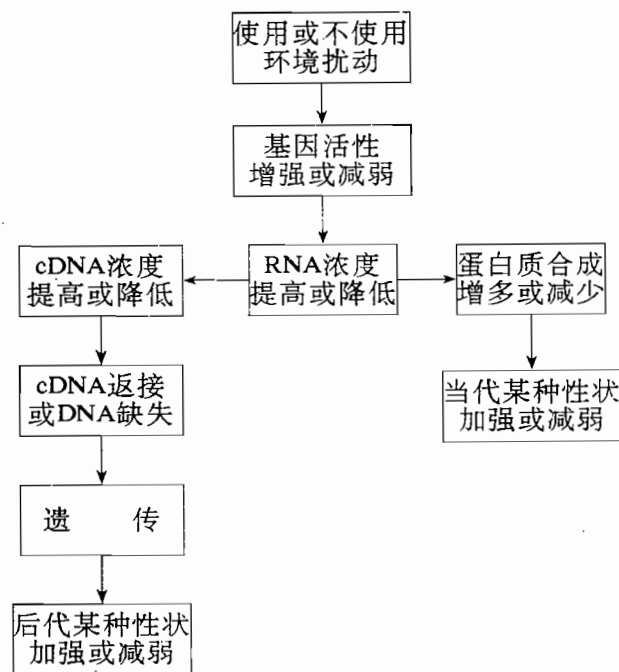 使用或不使用
环境扰动
基因活性
增强或减弱
cDNA浓度
提高或降低
RNA浓度
提高或降低
蛋白质合成
增多或减少
cDNA返接
或DNA缺失
当代某种性状
加强或减弱
遗 传
后代某种性状
加强或减弱